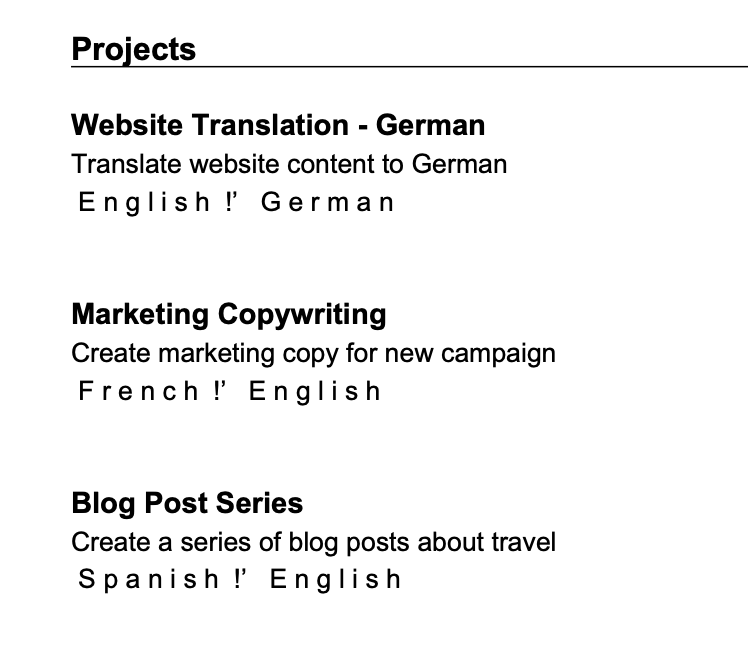 Projects
Website Translation - German
Translate website content to German
E n g l i s h !’ G e r m a n
Marketing Copywriting
Create marketing copy for new campaign
F r e n c h !’ E n g l i s h
Blog Post Series
Create a series of blog posts about travel
S p a n i s h !’ E n g l i s h